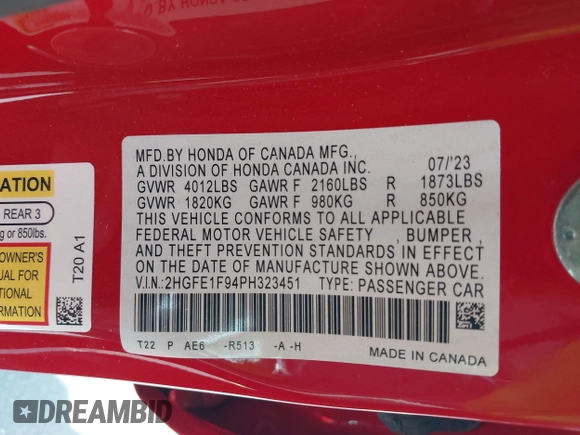 ATION
REAR 3
g or 850lbs.
OWNER'S
UAL FOR
TIONAL
RMATION
T20 A1
MFD.BY HONDA OF CANADA MFG.,
A DIVISION OF HONDA CANADA INC. 07/'23
GVWR 4012LBS GAWR F 2160LBS R 1873LBS
GVWR 1820KG GAWR F 980KG R 850KG
THIS VEHICLE CONFORMS TO ALL APPLICABLE
FEDERAL MOTOR VEHICLE SAFETY , BUMPER ,
AND THEFT PREVENTION STANDARDS IN EFFECT
ON THE DATE OF MANUFACTURE SHOWN ABOVE.
V.I.N.:2HGFE1F94PH323451 TYPE: PASSENGER CAR
T22 P AE6 -R513 -A -H
MADE IN CANADA
DREAMBID